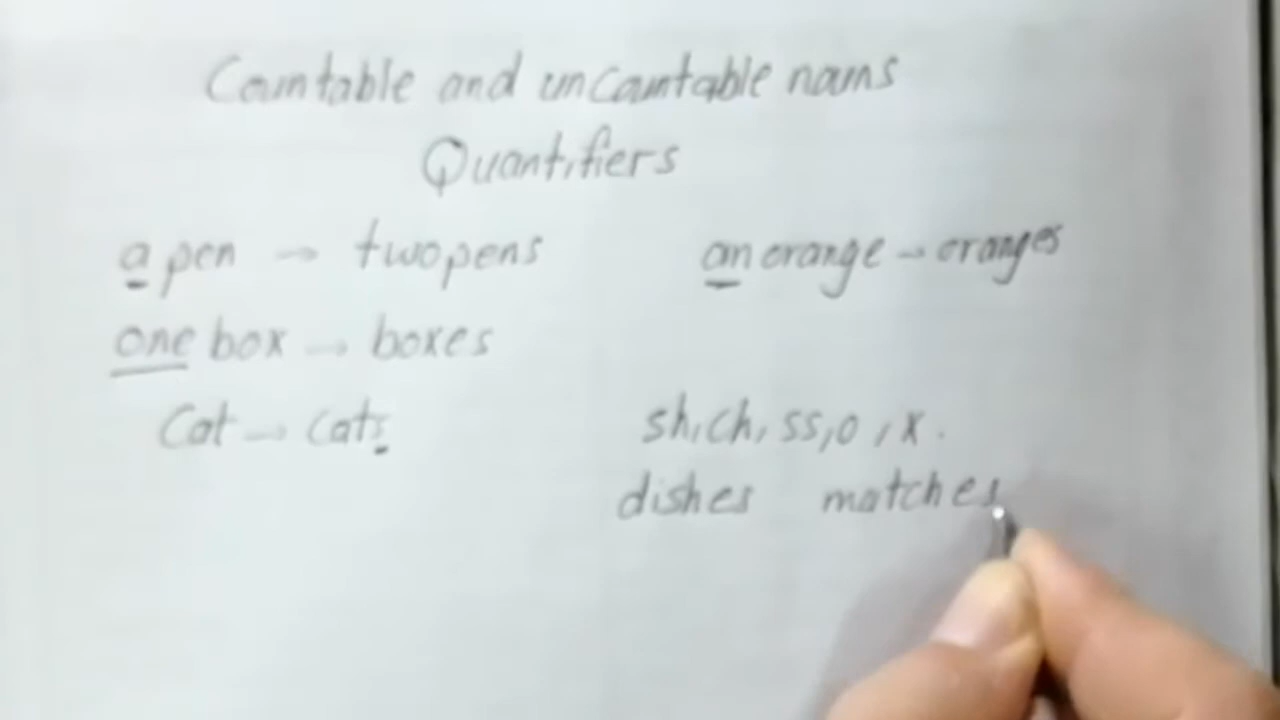 Countable and uncountable nouns
Quantifiers
a pen → two pens an orange → oranges
one box → boxes
Cat → cats sh, ch, ss, o, x.
dishes matches